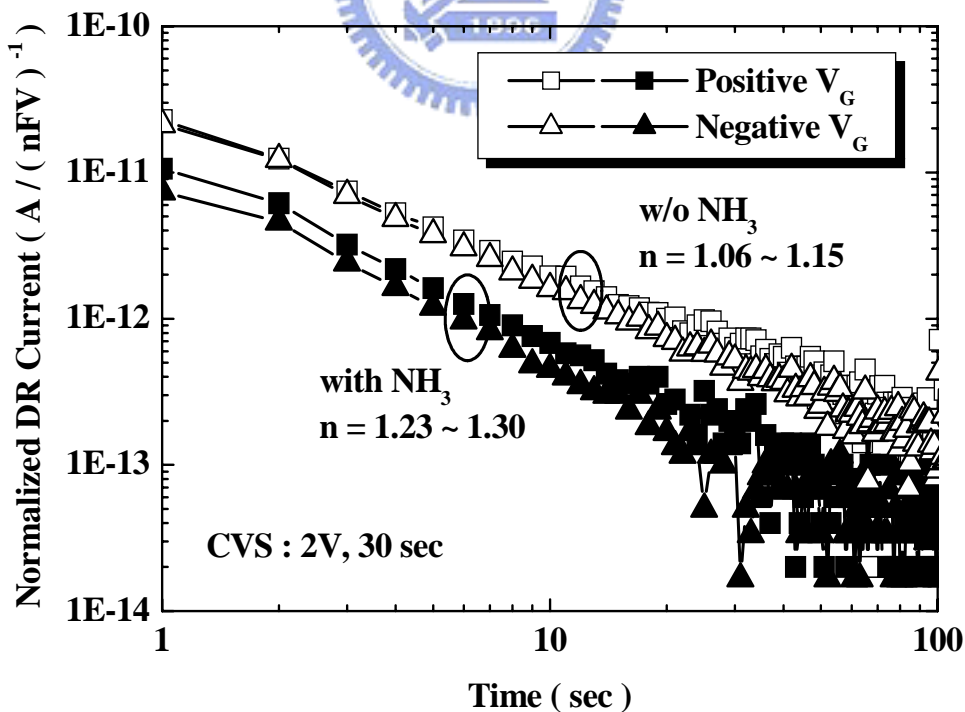 1896
1E-10
1E-11
1E-12
1E-13
1E-14
Normalized DR Current ( A / ( nFV ) -1 )
Positive VG
Negative VG
w/o NH3
n = 1.06 ~ 1.15
with NH3
n = 1.23 ~ 1.30
CVS : 2V, 30 sec
1
10
100
Time ( sec )